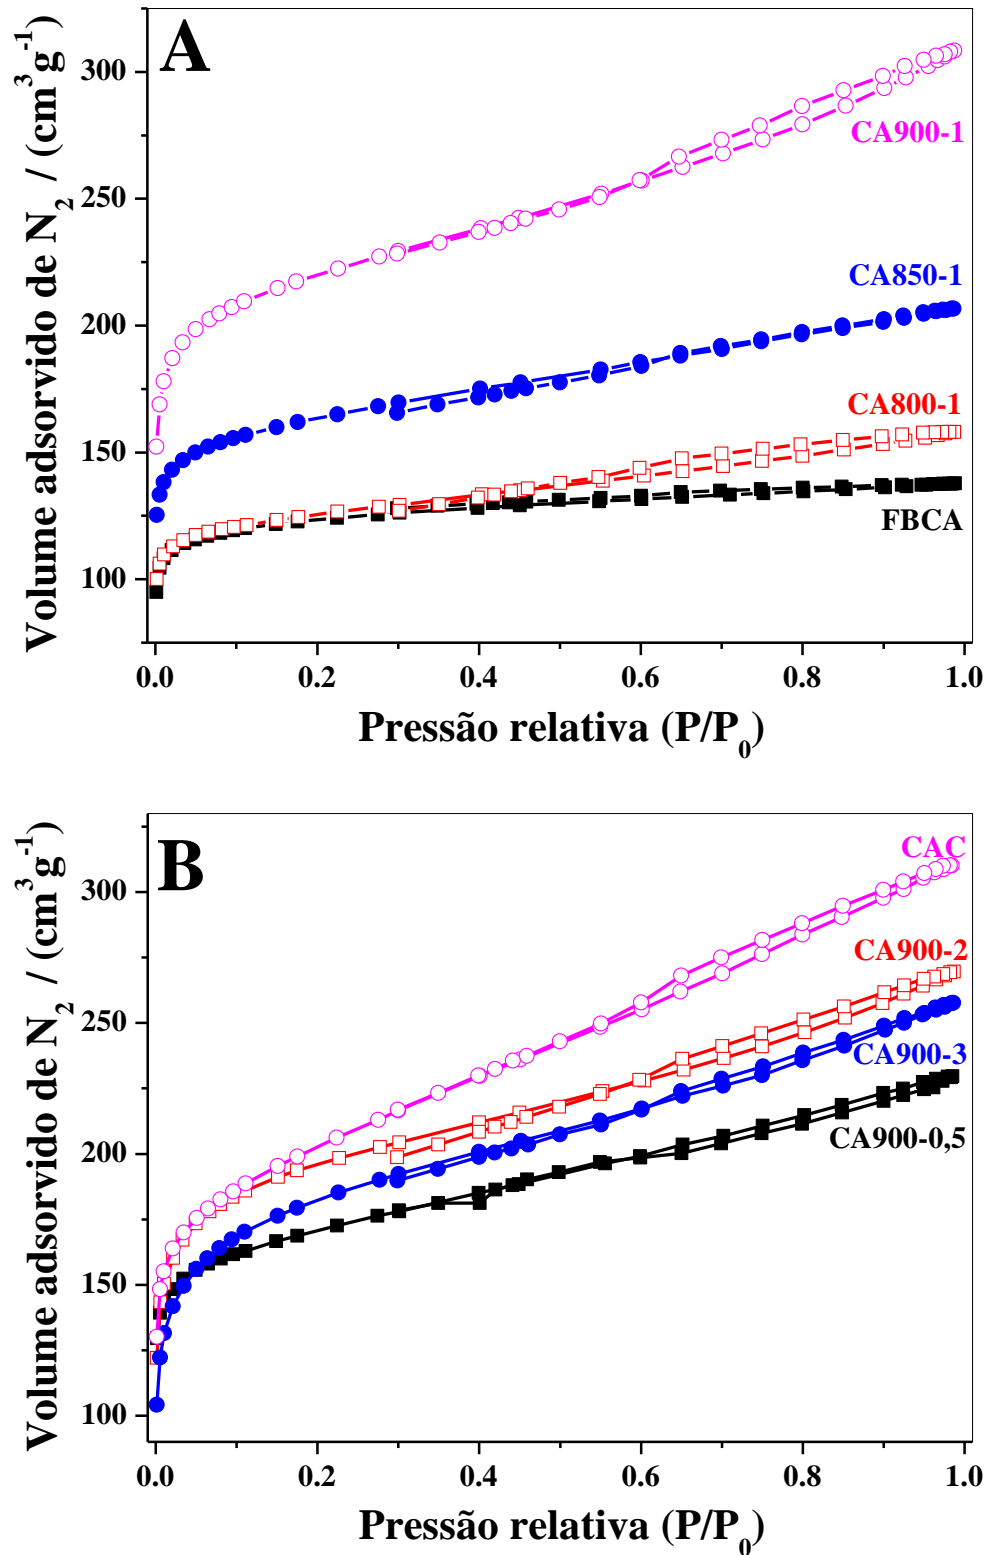 A
300
250
200
150
100
CA900-1
CA850-1
CA800-1
FBCA
0.0 0.2 0.4 0.6 0.8 1.0
Volume adsorvido de N₂ / (cm³g⁻¹)
Pressão relativa (P/P₀)
B
300
250
200
150
100
CAC
CA900-2
CA900-3
CA900-0,5
0.0 0.2 0.4 0.6 0.8 1.0
Volume adsorvido de N₂ / (cm³g⁻¹)
Pressão relativa (P/P₀)